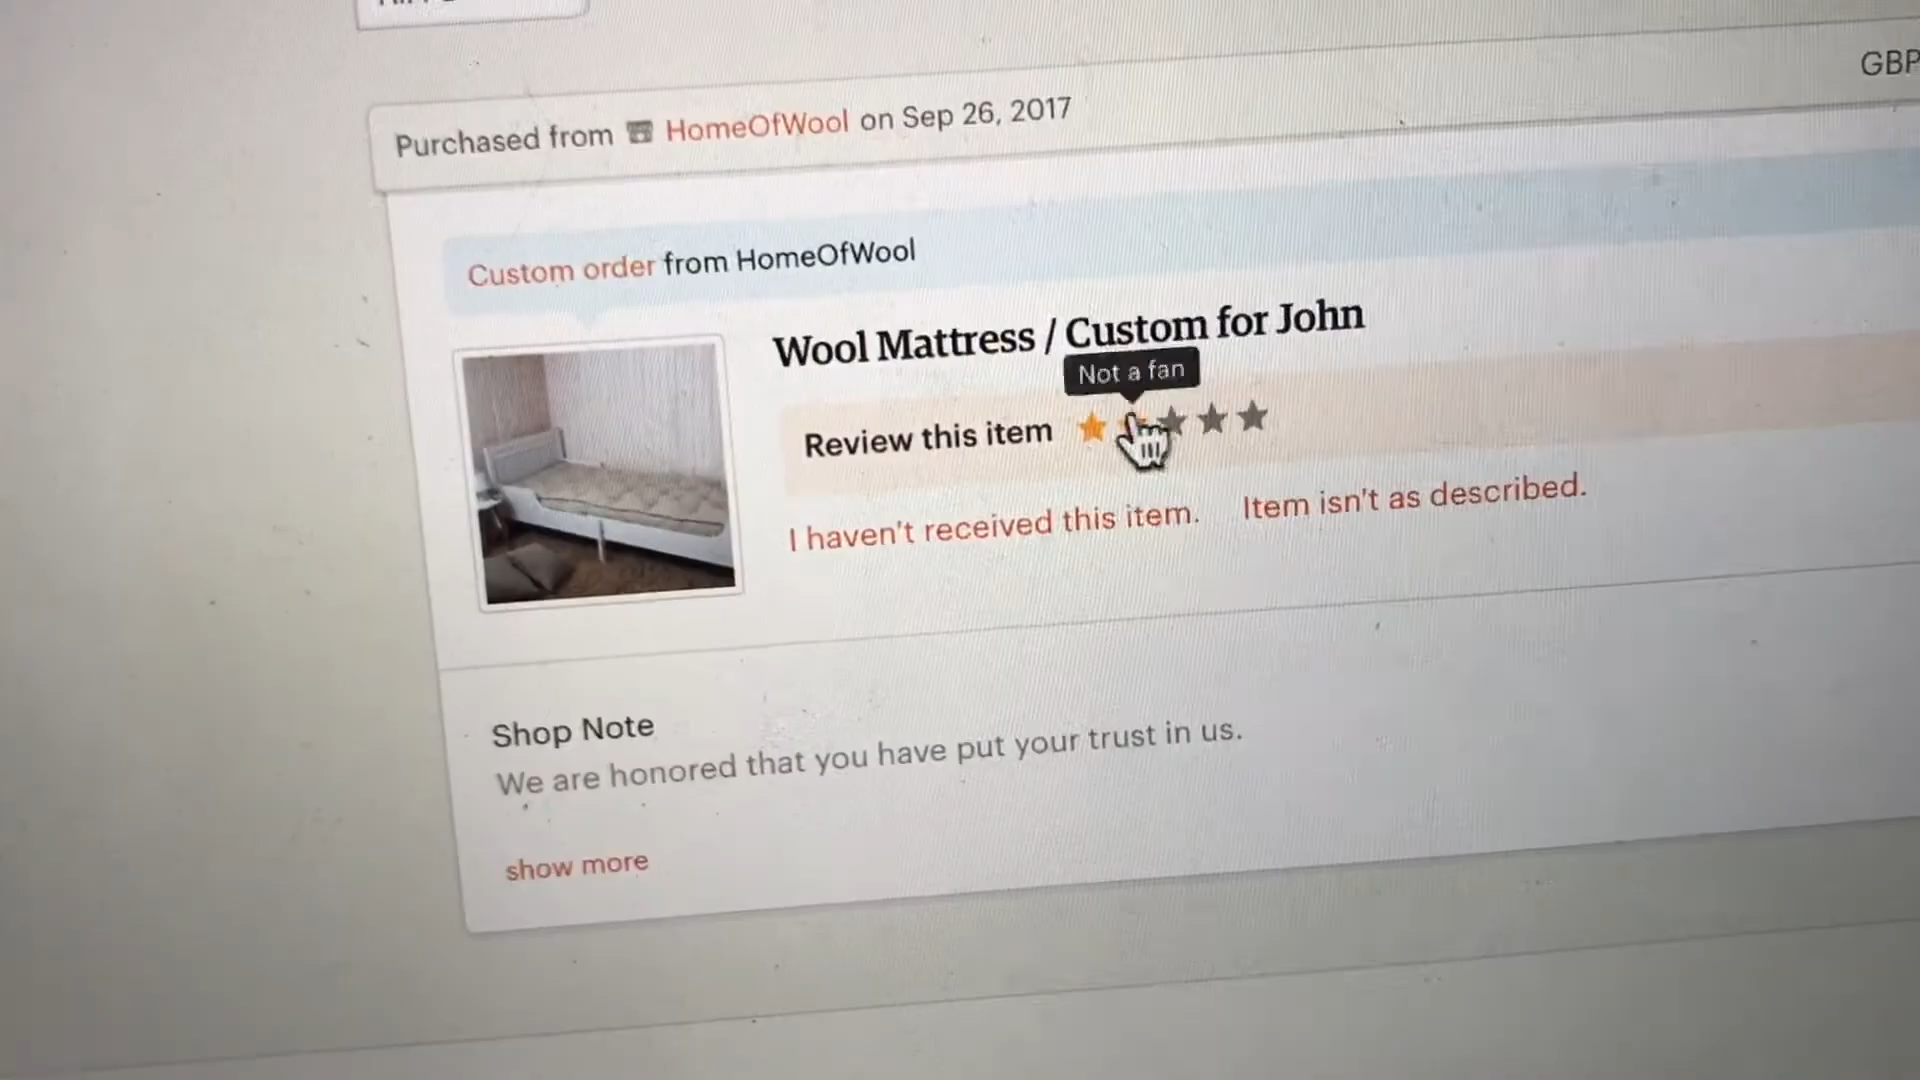 GBP
Purchased from HomeOfWool on Sep 26, 2017
Custom order from HomeOfWool
Wool Mattress / Custom for John
Not a fan
Review this item
I haven't received this item. Item isn't as described.
Shop Note
We are honored that you have put your trust in us.
show more